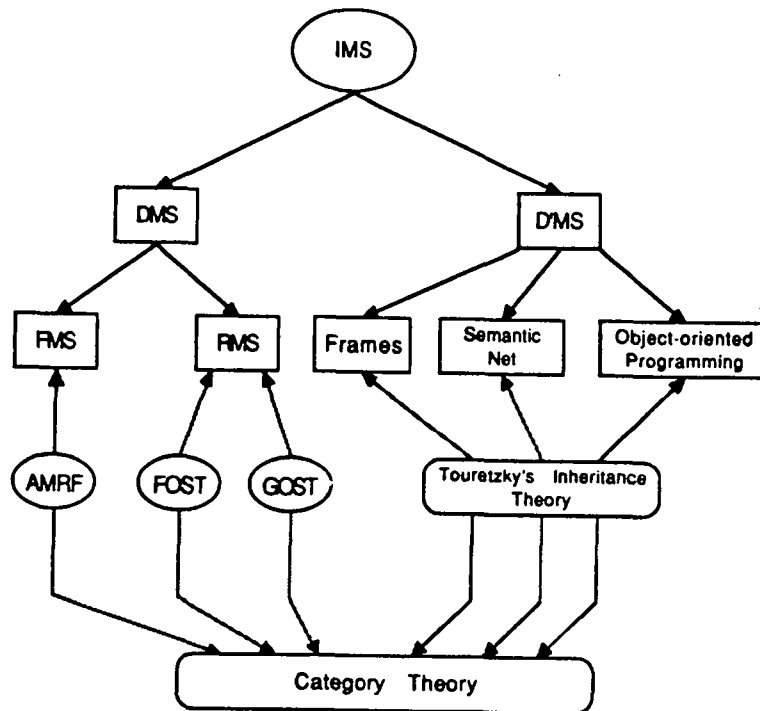 IMS
DMS
D'MS
FMS
RMS
Frames
Semantic
Net
Object-oriented
Programming
AMRF
FOST
GOST
Touretzky's Inheritance
Theory
Category Theory